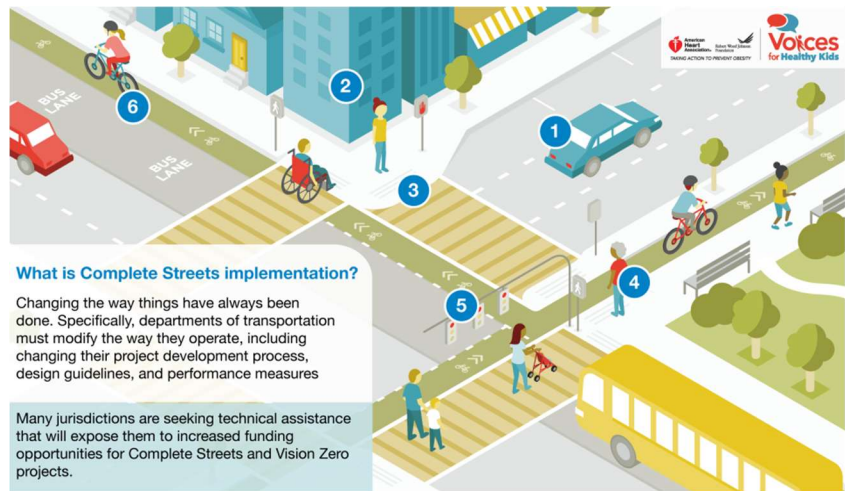 American
Heart
Association®
Robert Wood Johnson
Foundation
TAKING ACTION TO PREVENT OBESITY
Voices
for Healthy Kids
2
1
6
BUS
LANE
BUS
LANE
3
4
5
What is Complete Streets implementation?
Changing the way things have always been
done. Specifically, departments of transportation
must modify the way they operate, including
changing their project development process,
design guidelines, and performance measures
Many jurisdictions are seeking technical assistance
that will expose them to increased funding
opportunities for Complete Streets and Vision Zero
projects.